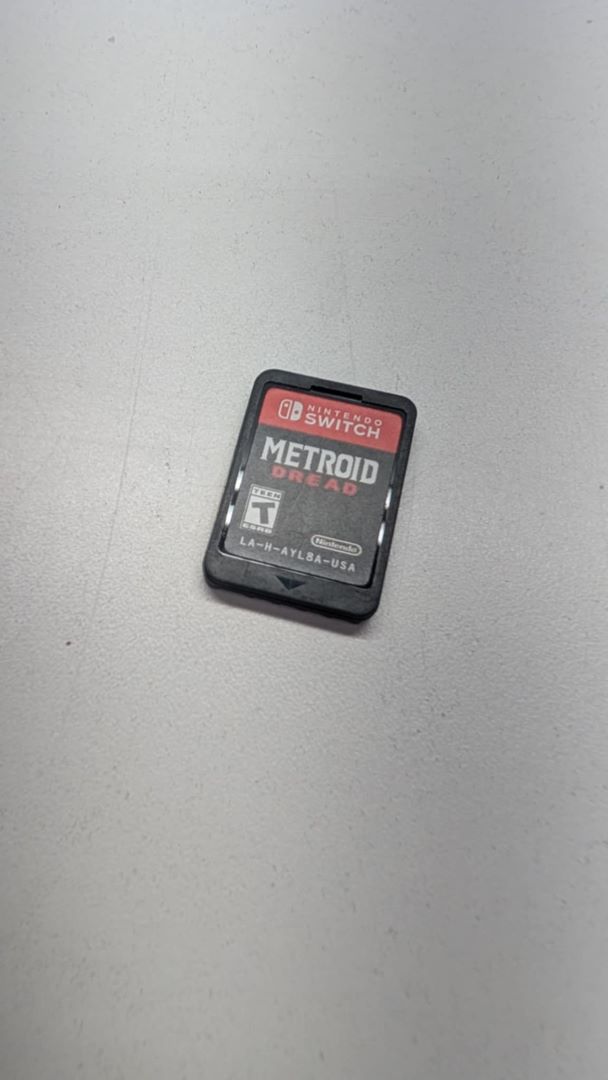 NINTENDO
SWITCH
METROID
DREAD
TEEN
T
ESRB
Nintendo
LA-H-AYL8A-USA